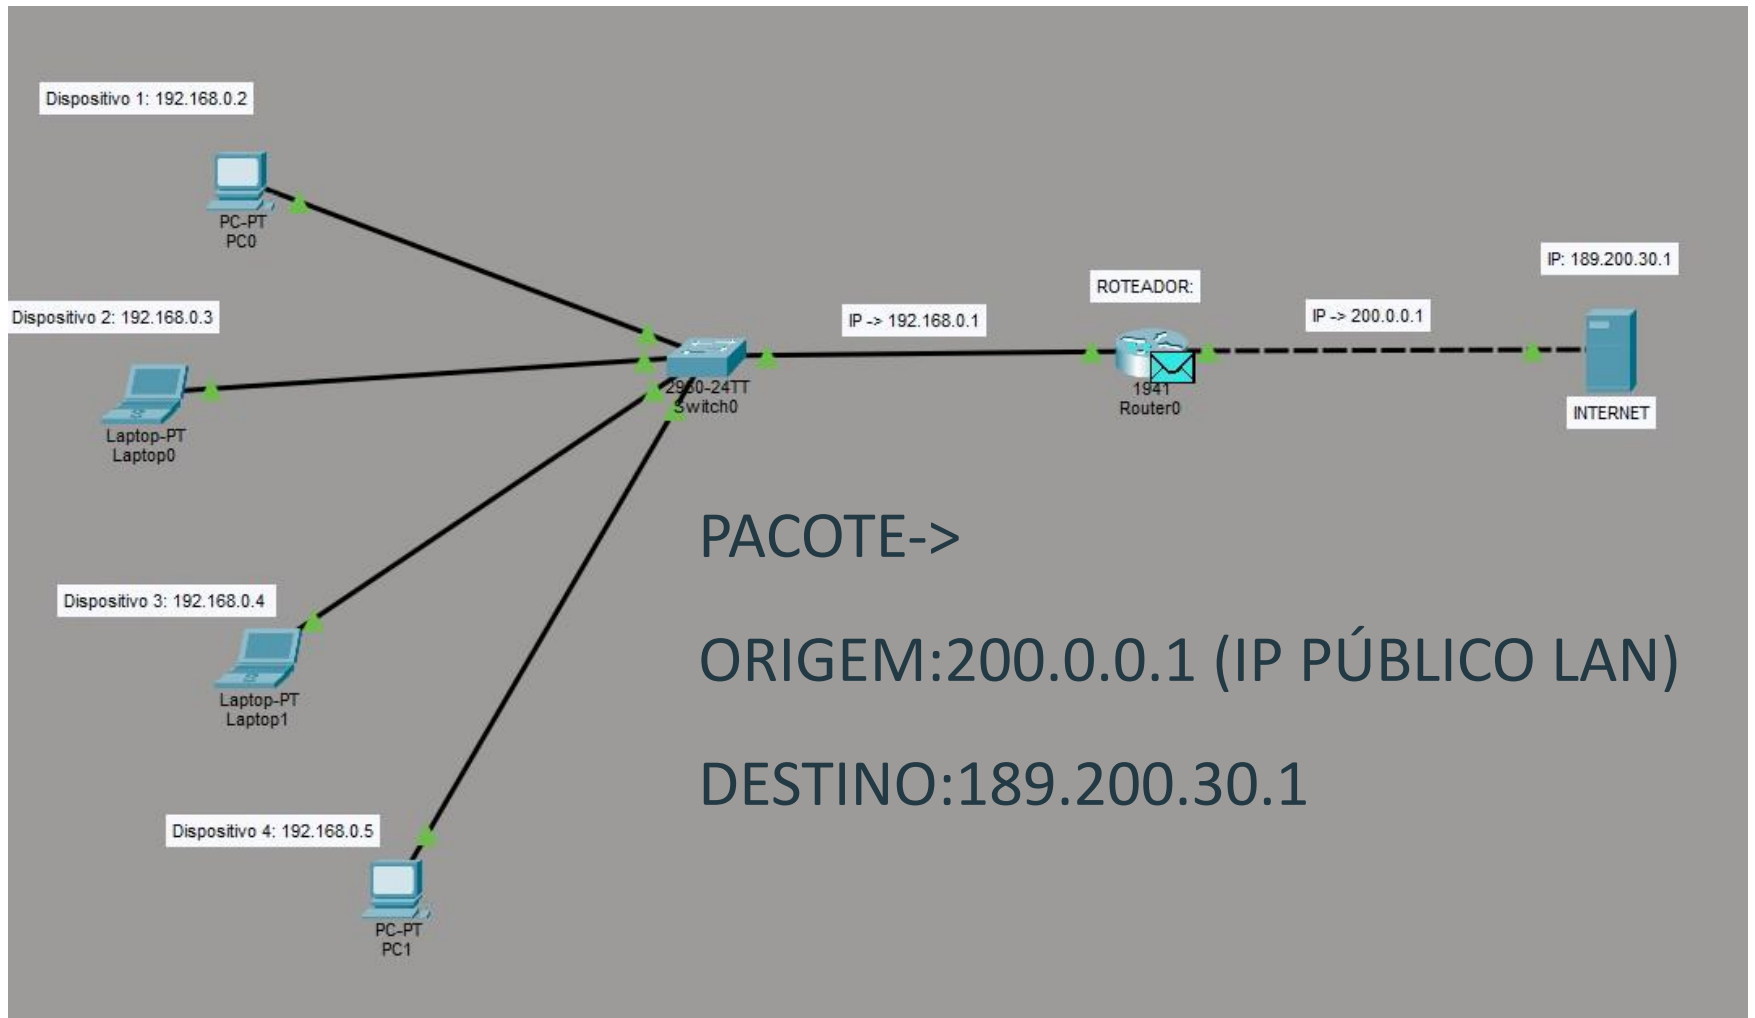 Dispositivo 1: 192.168.0.2
PC-PT
PC0
Dispositivo 2: 192.168.0.3
Laptop-PT
Laptop0
Dispositivo 3: 192.168.0.4
Laptop-PT
Laptop1
Dispositivo 4: 192.168.0.5
PC-PT
PC1
2960-24TT
Switch0
IP -> 192.168.0.1
ROTEADOR:
1941
Router0
IP -> 200.0.0.1
IP: 189.200.30.1
INTERNET
PACOTE->
ORIGEM:200.0.0.1 (IP PÚBLICO LAN)
DESTINO:189.200.30.1